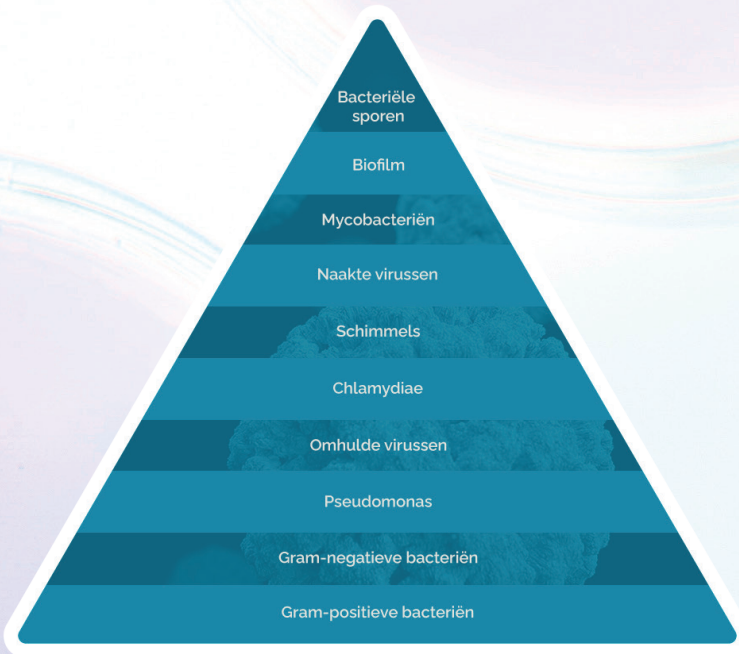 Bacteriële
sporen
Biofilm
Mycobacteriën
Naakte virussen
Schimmels
Chlamydiae
Omhulde virussen
Pseudomonas
Gram-negatieve bacteriën
Gram-positieve bacteriën